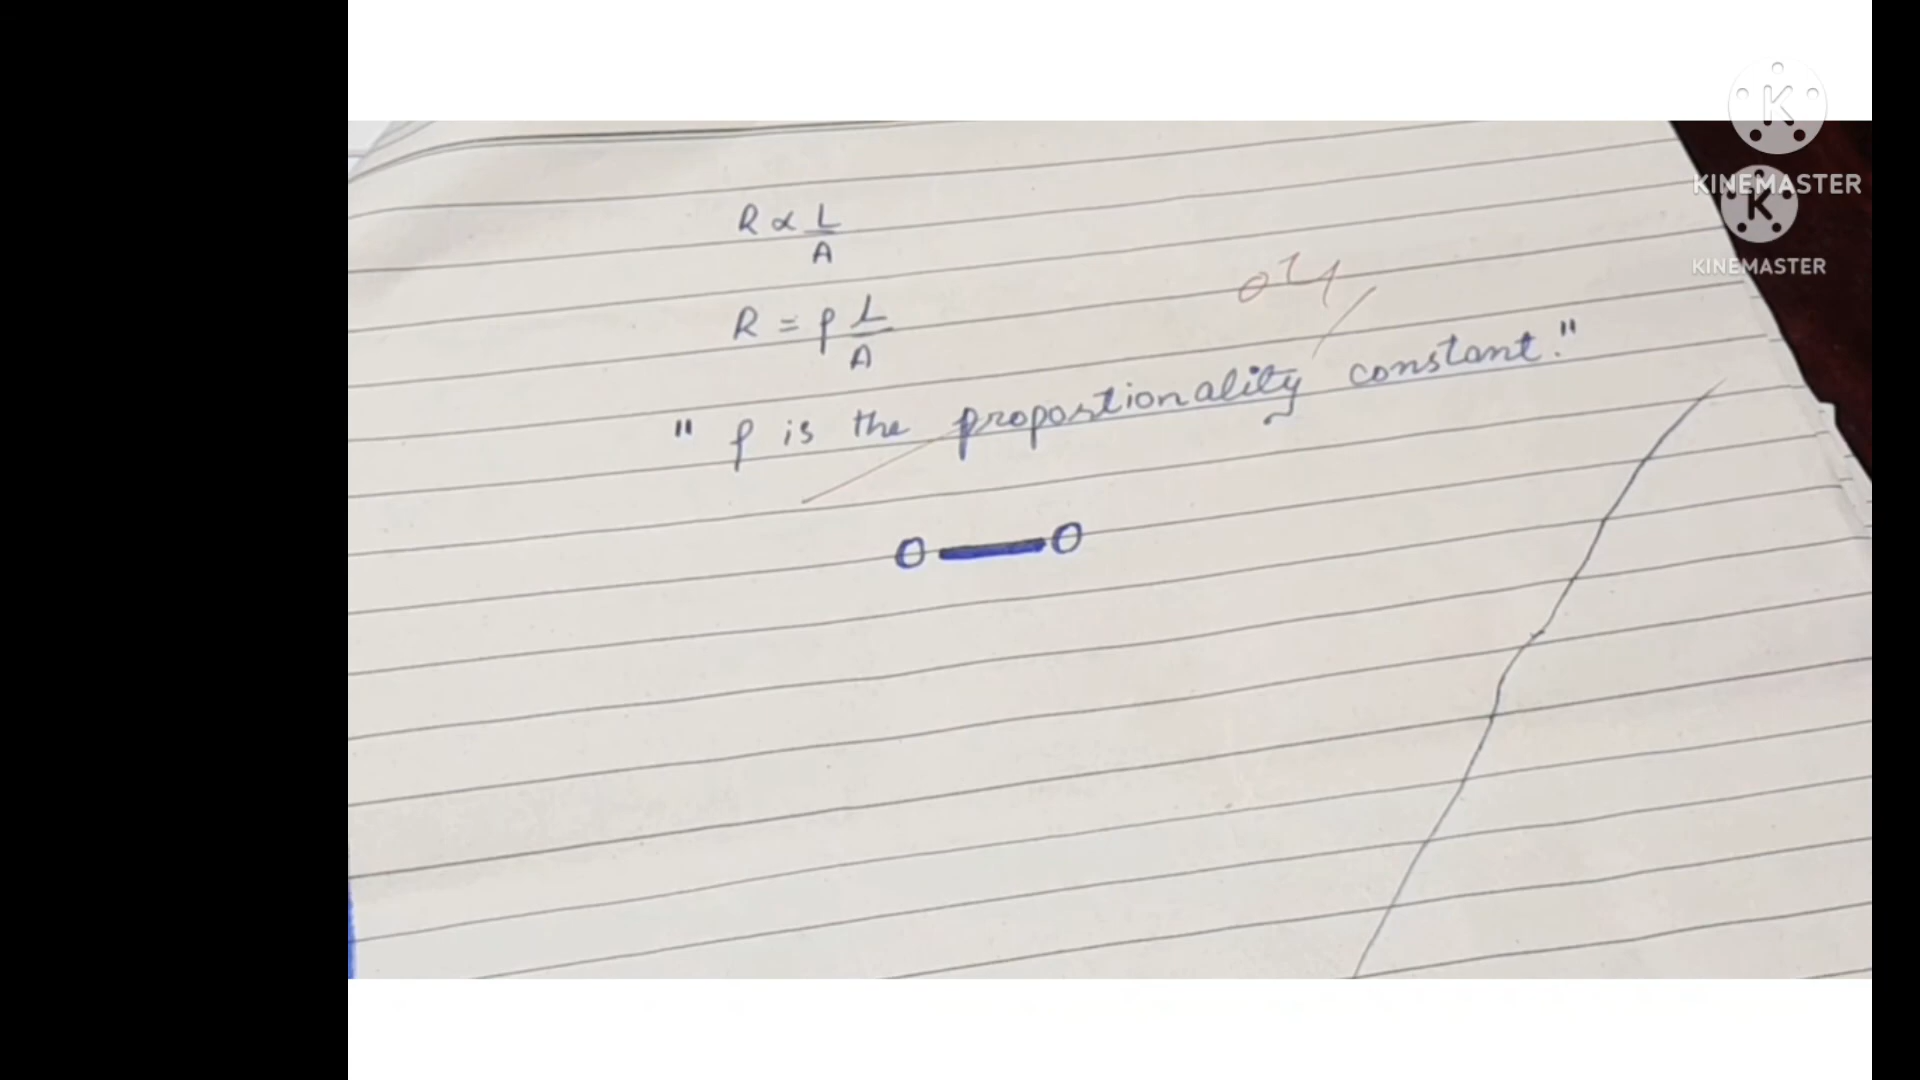 R ∝ L/A
R = ρ L/A
" ρ is the proportionality constant."
KINEMASTER
KINEMASTER